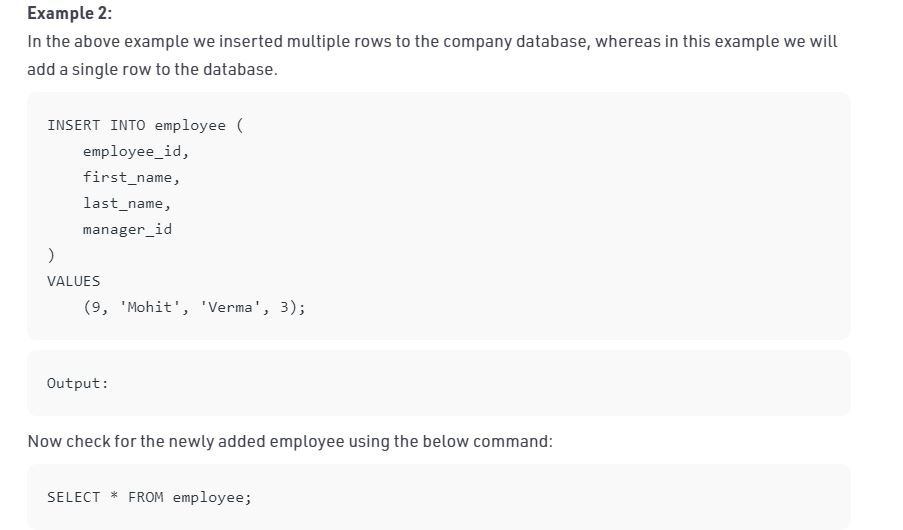 Example 2:
In the above example we inserted multiple rows to the company database, whereas in this example we will
add a single row to the database.
INSERT INTO employee (
    employee_id,
    first_name,
    last_name,
    manager_id
)
VALUES
    (9, 'Mohit', 'Verma', 3);
Output:
Now check for the newly added employee using the below command:
SELECT * FROM employee;